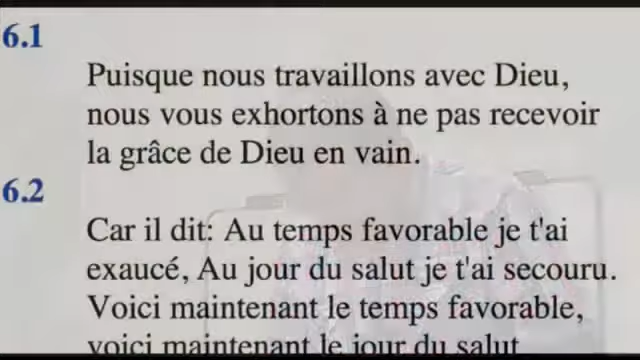 6.1
Puisque nous travaillons avec Dieu,
nous vous exhortons à ne pas recevoir
la grâce de Dieu en vain.
6.2
Car il dit: Au temps favorable je t'ai
exaucé, Au jour du salut je t'ai secouru.
Voici maintenant le temps favorable,
voici maintenant le jour du salut